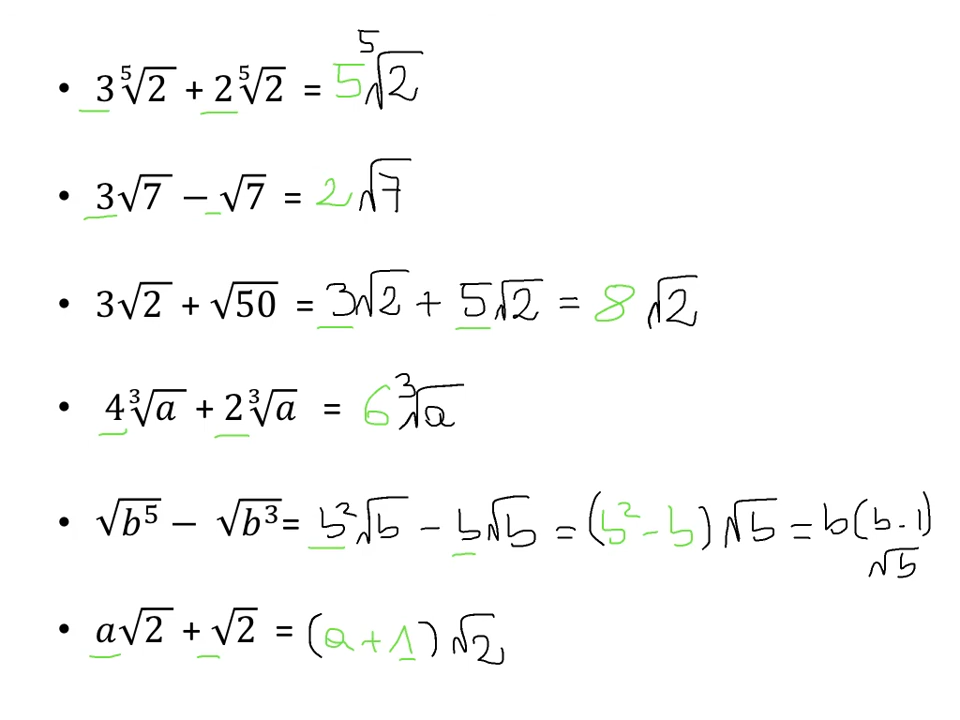 • 3⁵√2 + 2⁵√2 = 5⁵√2
• 3√7 − √7 = 2√7
• 3√2 + √50 = 3√2 + 5√2 = 8√2
• 4³√a + 2³√a = 6³√a
• √b⁵ − √b³= b²√b - b√b = (b² - b)√b = b(b-1)
√b
• a√2 + √2 = (a+1)√2